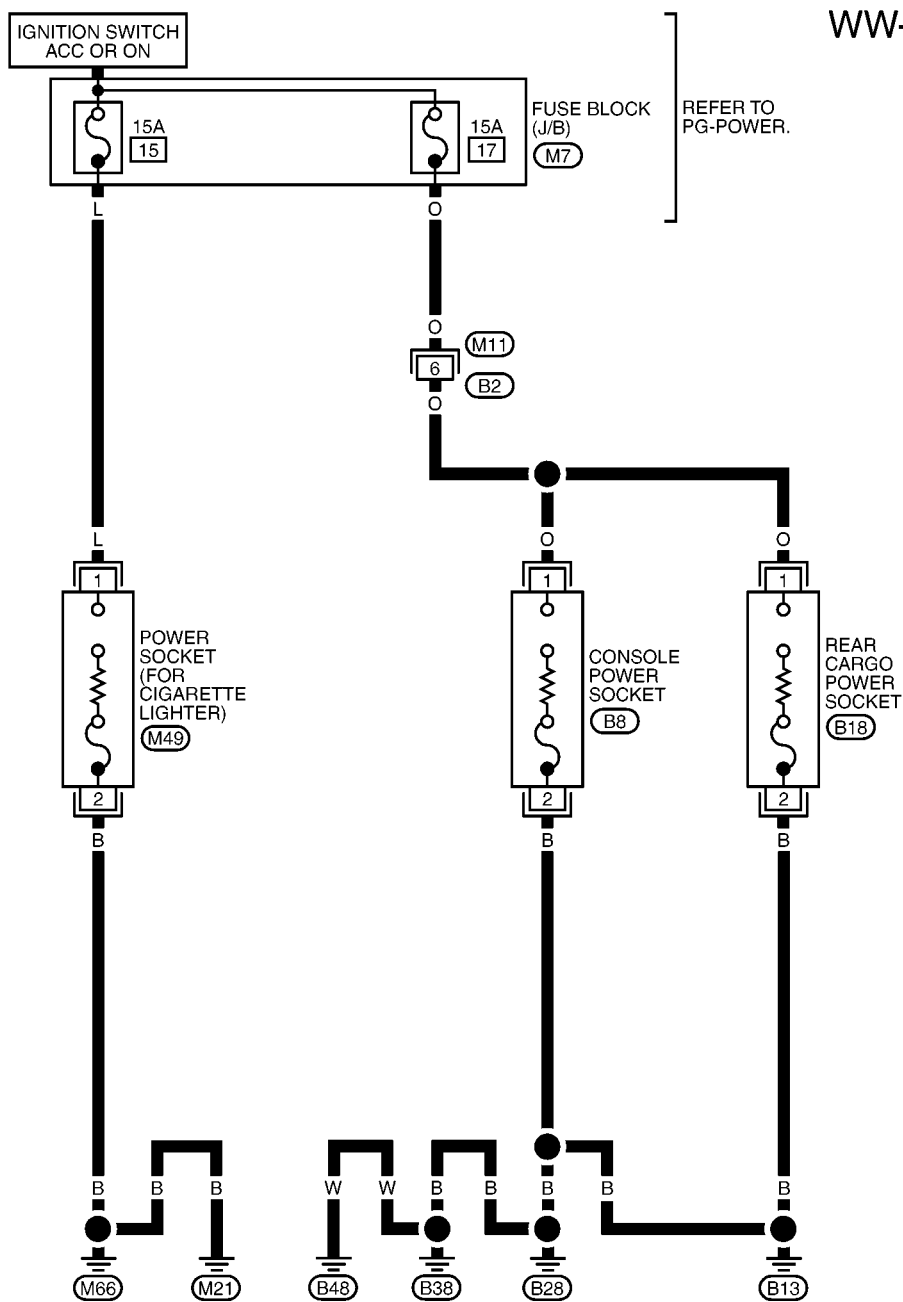 WW-
IGNITION SWITCH
ACC OR ON
15A
15
15A
17
FUSE BLOCK
(J/B)
M7
REFER TO
PG-POWER.
L
O
O
M11
6
B2
O
L
O
O
1
1
1
POWER
SOCKET
(FOR
CIGARETTE
LIGHTER)
M49
CONSOLE
POWER
SOCKET
B8
REAR
CARGO
POWER
SOCKET
B18
2
2
2
B
B
B
B
B
B
W
W
B
B
B
B
B
M66
M21
B48
B38
B28
B13